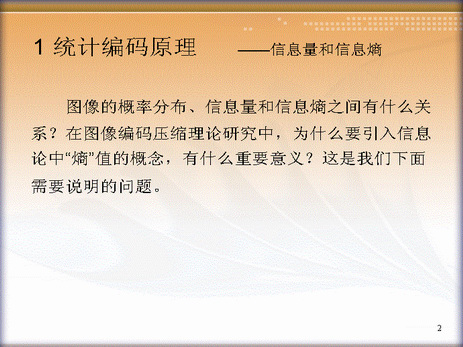 1 统计编码原理 ——信息量和信息熵
图像的概率分布、信息量和信息熵之间有什么关
系？在图像编码压缩理论研究中，为什么要引入信息
论中“熵”值的概念，有什么重要意义？这是我们下面
需要说明的问题。
2